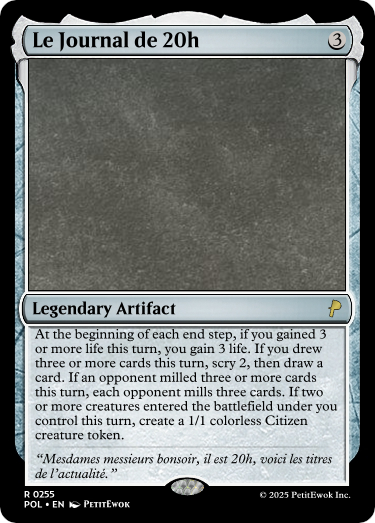 Le Journal de 20h
3
Legendary Artifact
At the beginning of each end step, if you gained 3
or more life this turn, you gain 3 life. If you drew
three or more cards this turn, scry 2, then draw a
card. If an opponent milled three or more cards
this turn, each opponent mills three cards. If two
or more creatures entered the battlefield under you
control this turn, create a 1/1 colorless Citizen
creature token.
“Mesdames messieurs bonsoir, il est 20h, voici les titres
de l’actualité.”
R 0255
POL • EN PetitEwok
© 2025 PetitEwok Inc.